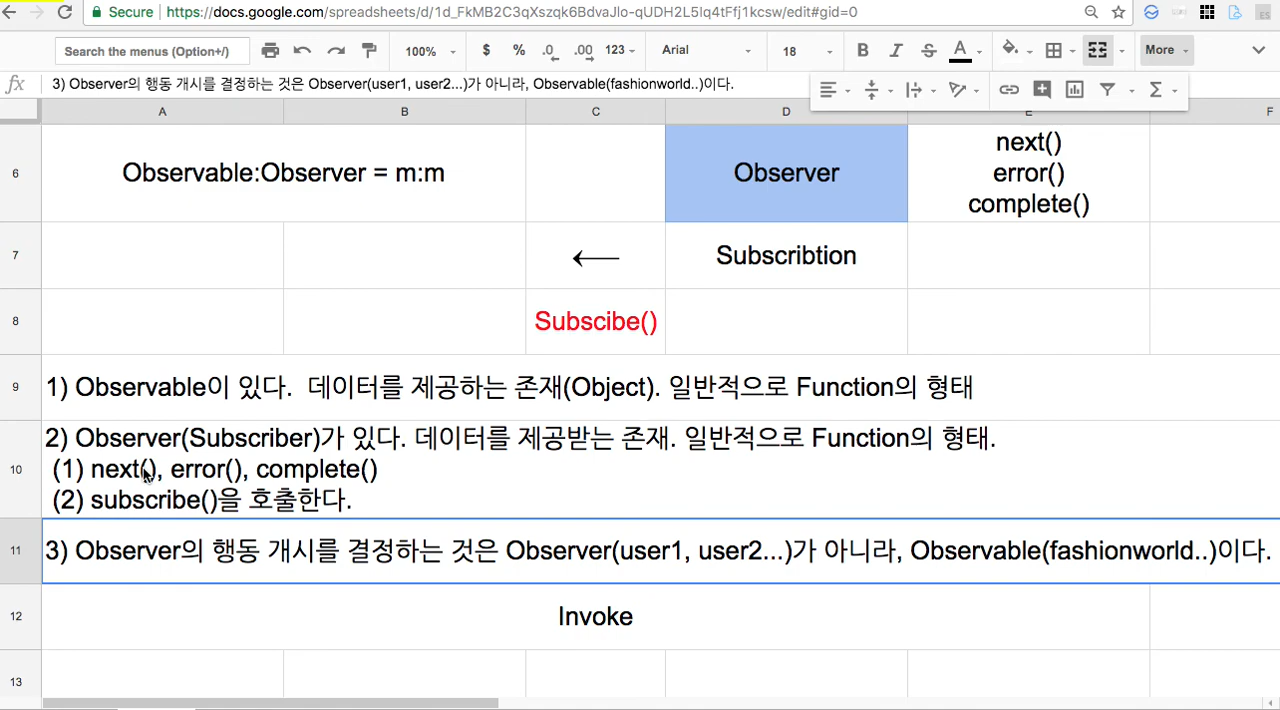 Secure https://docs.google.com/spreadsheets/d/1d_FkMB2C3qXszqk6BdvaJlo-qUDH2L5Iq4tFfj1kcsw/edit#gid=0
Search the menus (Option+/) 100% $ % .0 .00 123 Arial 18 B I S A More
fx 3) Observer의 행동 개시를 결정하는 것은 Observer(user1, user2...)가 아니라, Observable(fashionworld..)이다.
A B C D E F
6 Observable:Observer = m:m Observer next()
error()
complete()
7 ← Subscribtion
8 Subscibe()
9 1) Observable이 있다. 데이터를 제공하는 존재(Object). 일반적으로 Function의 형태
10 2) Observer(Subscriber)가 있다. 데이터를 제공받는 존재. 일반적으로 Function의 형태.
(1) next(), error(), complete()
(2) subscribe()을 호출한다.
11 3) Observer의 행동 개시를 결정하는 것은 Observer(user1, user2...)가 아니라, Observable(fashionworld..)이다.
12 Invoke
13